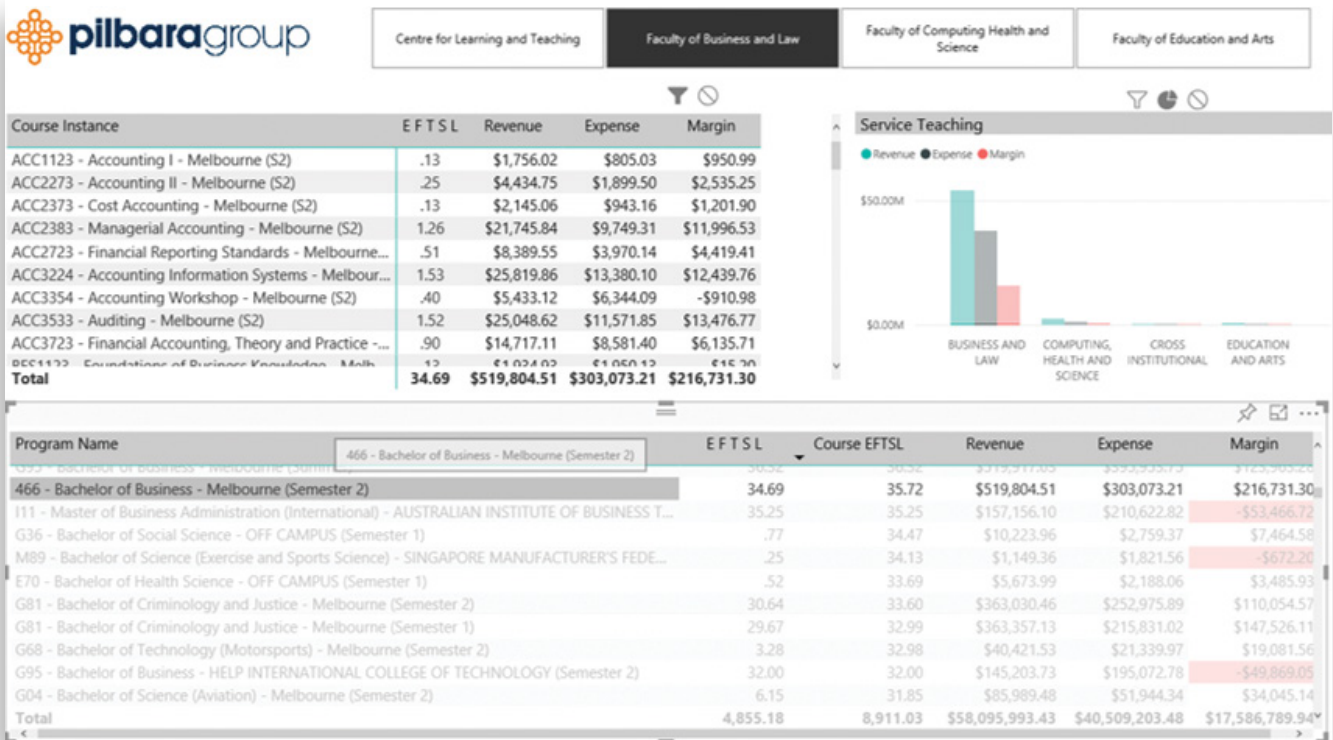 pilbaragroup
Centre for Learning and Teaching
Faculty of Business and Law
Faculty of Computing Health and
Science
Faculty of Education and Arts
Course Instance EFTSL Revenue Expense Margin
ACC1123 - Accounting I - Melbourne (S2) .13 $1,756.02 $805.03 $950.99
ACC2273 - Accounting II - Melbourne (S2) .25 $4,434.75 $1,899.50 $2,535.25
ACC2373 - Cost Accounting - Melbourne (S2) .13 $2,145.06 $943.16 $1,201.90
ACC2383 - Managerial Accounting - Melbourne (S2) 1.26 $21,745.84 $9,749.31 $11,996.53
ACC2723 - Financial Reporting Standards - Melbourne... .51 $8,389.55 $3,970.14 $4,419.41
ACC3224 - Accounting Information Systems - Melbour... 1.53 $25,819.86 $13,380.10 $12,439.76
ACC3354 - Accounting Workshop - Melbourne (S2) .40 $5,433.12 $6,344.09 -$910.98
ACC3533 - Auditing - Melbourne (S2) 1.52 $25,048.62 $11,571.85 $13,476.77
ACC3723 - Financial Accounting, Theory and Practice -... .90 $14,717.11 $8,581.40 $6,135.71
Foundations of Business Knowledge
Total 34.69 $519,804.51 $303,073.21 $216,731.30
Service Teaching
Revenue Expense Margin
$50.00M
$0.00M
BUSINESS AND
LAW
COMPUTING,
HEALTH AND
SCIENCE
CROSS
INSTITUTIONAL
EDUCATION
AND ARTS
Program Name EFTSL Course EFTSL Revenue Expense Margin
466 - Bachelor of Business - Melbourne (Semester 2)
Bachelor of Business - Melbourne
466 - Bachelor of Business - Melbourne (Semester 2) 34.69 35.72 $519,804.51 $303,073.21 $216,731.30
I11 - Master of Business Administration (International) - AUSTRALIAN INSTITUTE OF BUSINESS T... 35.25 35.25 $157,156.10 $210,622.82 -$53,466.72
G36 - Bachelor of Social Science - OFF CAMPUS (Semester 1) .77 34.47 $10,223.96 $2,759.37 $7,464.58
M89 - Bachelor of Science (Exercise and Sports Science) - SINGAPORE MANUFACTURER'S FEDE... .25 34.13 $1,149.36 $1,821.56 -$672.20
E70 - Bachelor of Health Science - OFF CAMPUS (Semester 1) .52 33.69 $5,673.99 $2,188.06 $3,485.93
G81 - Bachelor of Criminology and Justice - Melbourne (Semester 2) 30.64 33.60 $363,030.46 $252,975.89 $110,054.57
G81 - Bachelor of Criminology and Justice - Melbourne (Semester 1) 29.67 32.99 $363,357.13 $215,831.02 $147,526.11
G68 - Bachelor of Technology (Motorsports) - Melbourne (Semester 2) 3.28 32.98 $40,421.53 $21,339.97 $19,081.56
G95 - Bachelor of Business - HELP INTERNATIONAL COLLEGE OF TECHNOLOGY (Semester 2) 32.00 32.00 $145,203.73 $195,072.78 -$49,869.05
G04 - Bachelor of Science (Aviation) - Melbourne (Semester 2) 6.15 31.85 $85,989.48 $51,944.34 $34,045.14
Total 4,855.18 8,911.03 $58,095,993.43 $40,509,203.48 $17,586,789.94